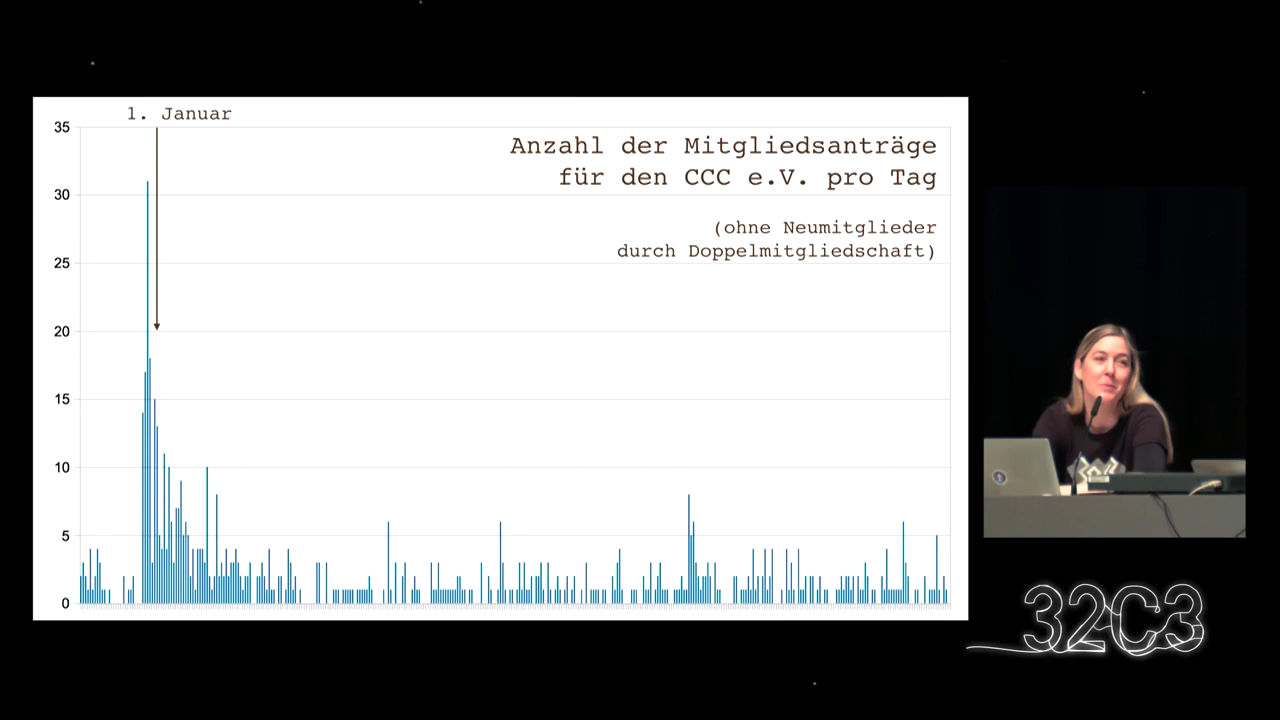 1. Januar
Anzahl der Mitgliedsanträge
für den CCC e.V. pro Tag
(ohne Neumitglieder
durch Doppelmitgliedschaft)
35
30
25
20
15
10
5
0
32C3